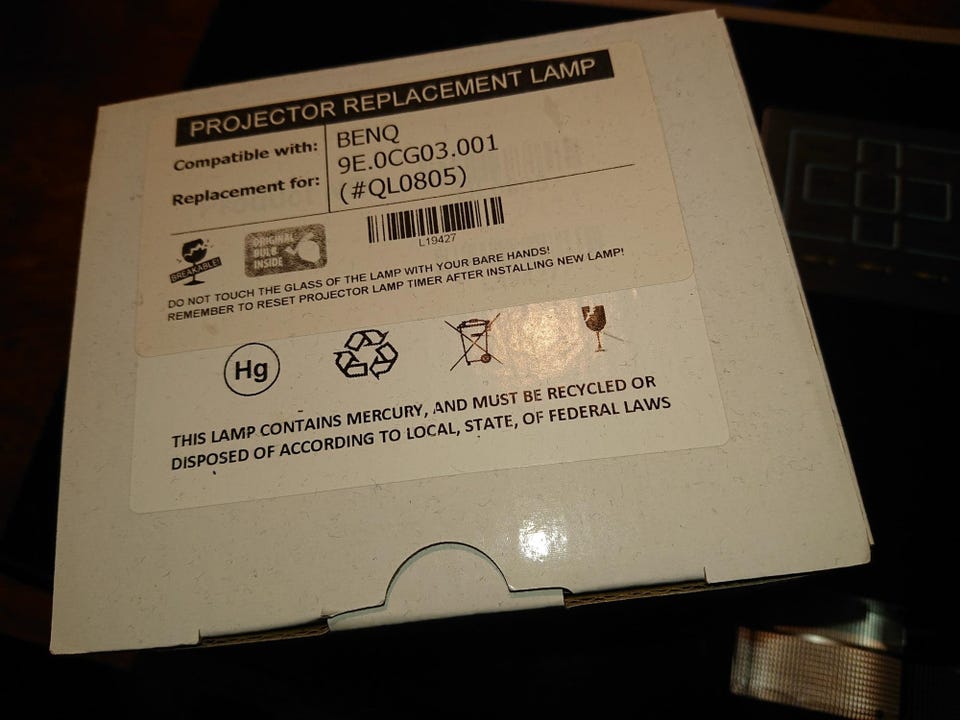 PROJECTOR REPLACEMENT LAMP
Compatible with: BENQ
9E.0CG03.001
Replacement for: (#QL0805)
BREAKABLE!
ORIGINAL
BULB
INSIDE
L19427
DO NOT TOUCH THE GLASS OF THE LAMP WITH YOUR BARE HANDS!
REMEMBER TO RESET PROJECTOR LAMP TIMER AFTER INSTALLING NEW LAMP!
Hg
THIS LAMP CONTAINS MERCURY, AND MUST BE RECYCLED OR
DISPOSED OF ACCORDING TO LOCAL, STATE, OF FEDERAL LAWS